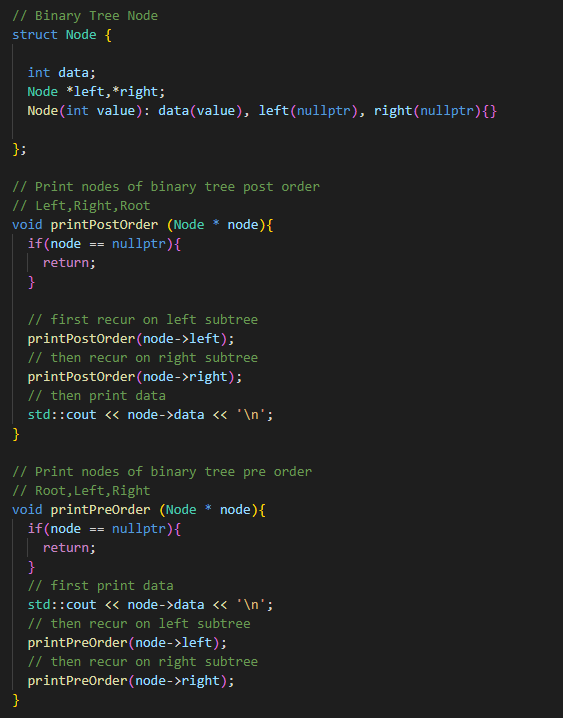 // Binary Tree Node
struct Node {
int data;
Node *left,*right;
Node(int value): data(value), left(nullptr), right(nullptr){}
};
// Print nodes of binary tree post order
// Left,Right,Root
void printPostOrder (Node * node){
if(node == nullptr){
return;
}
// first recur on left subtree
printPostOrder(node->left);
// then recur on right subtree
printPostOrder(node->right);
// then print data
std::cout << node->data << '\n';
}
// Print nodes of binary tree pre order
// Root,Left,Right
void printPreOrder (Node * node){
if(node == nullptr){
return;
}
// first print data
std::cout << node->data << '\n';
// then recur on left subtree
printPreOrder(node->left);
// then recur on right subtree
printPreOrder(node->right);
}